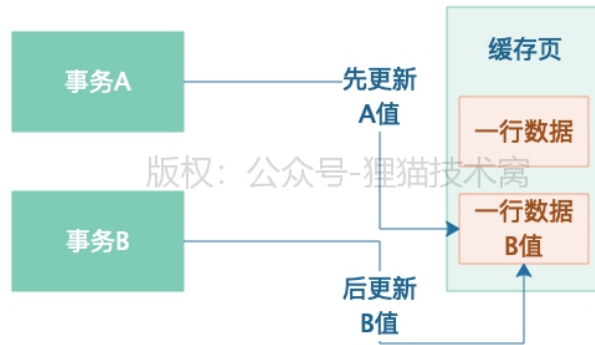 事务A
先更新
A值
缓存页
一行数据
版权：公众号-狸猫技术窝
事务B
一行数据
B值
后更新
B值